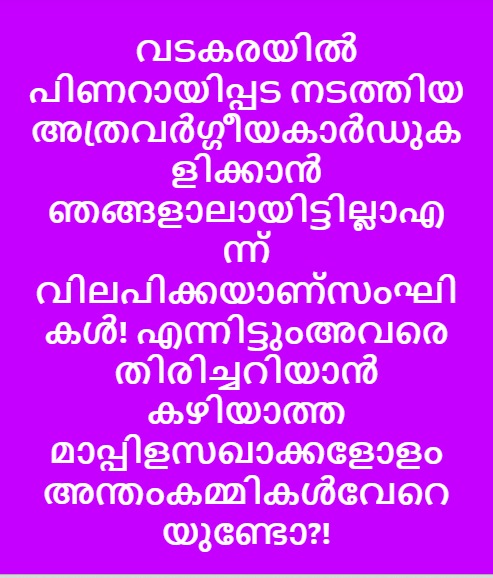 വടകരയിൽ
പിണറായിപ്പട നടത്തിയ
അത്രവർഗ്ഗീയകാർഡുക
ളിക്കാൻ
ഞങ്ങളാലായിട്ടില്ലാഎ
ന്ന്
വിലപിക്കയാണ്സംഘി
കൾ! എന്നിട്ടുംഅവരെ
തിരിച്ചറിയാൻ
കഴിയാത്ത
മാപ്പിളസഖാക്കളോളം
അന്തംകമ്മികൾവേറെ
യുണ്ടോ?!